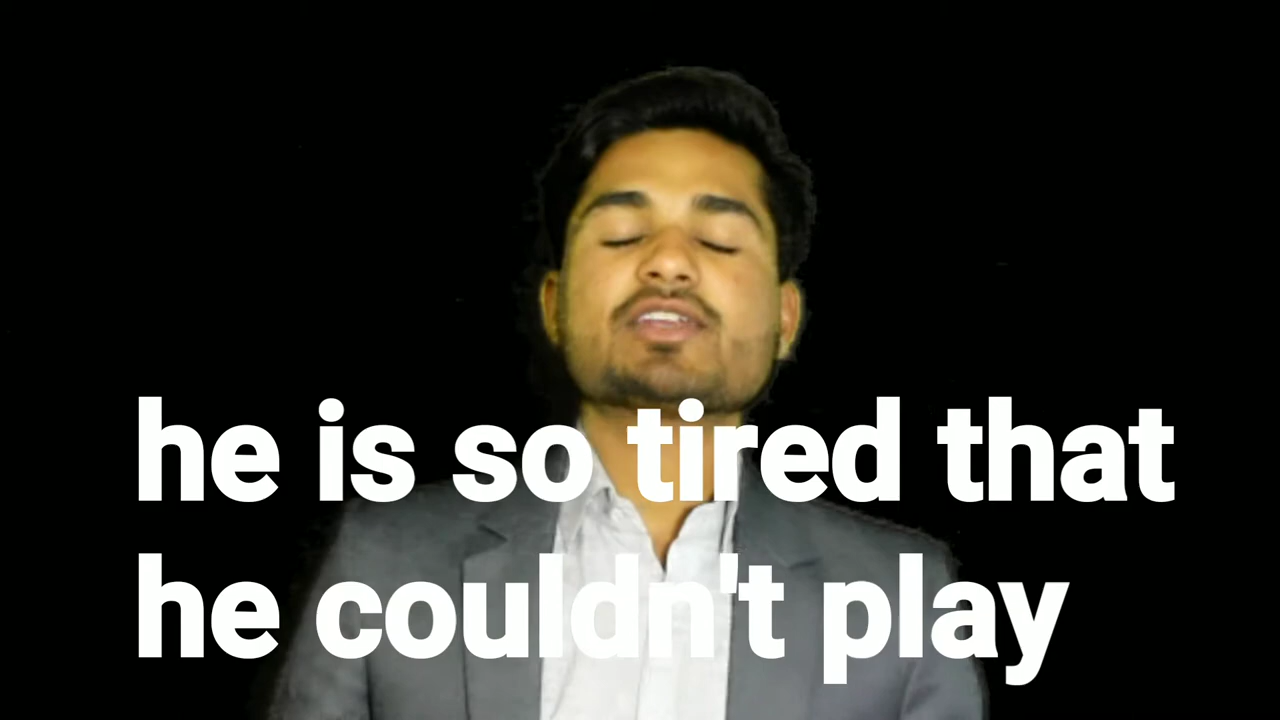 he is so tired that
he couldn't play